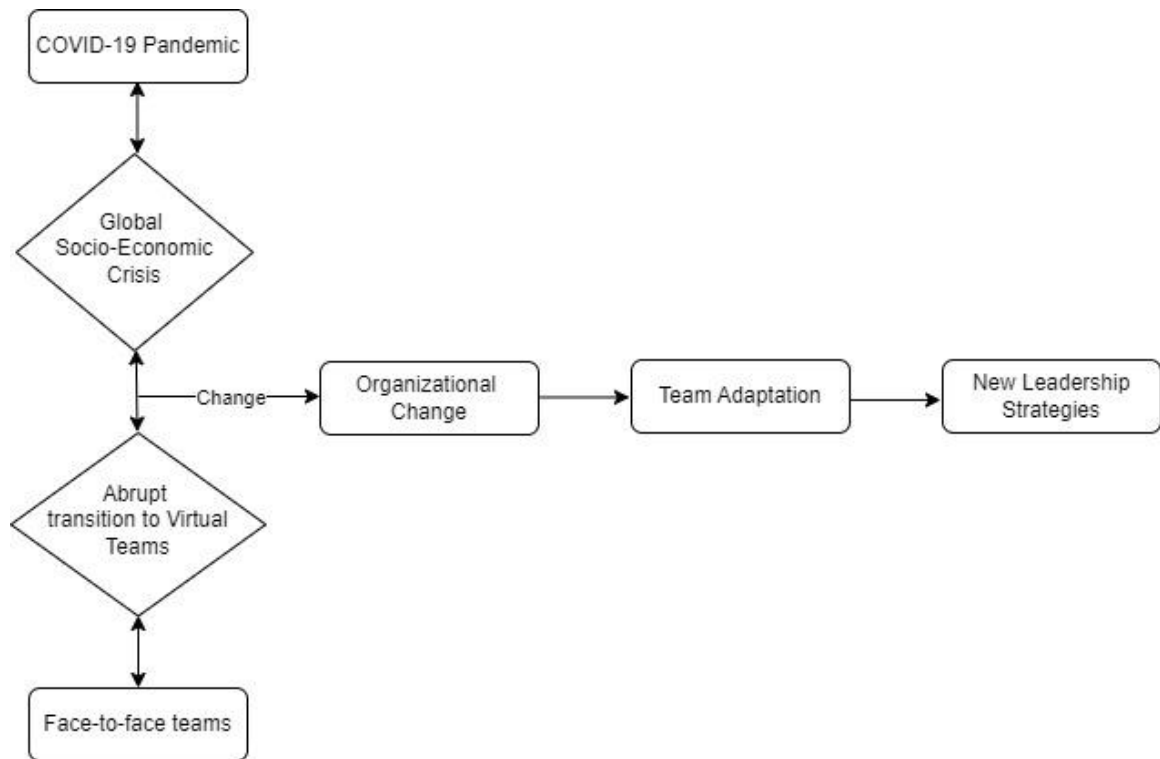 COVID-19 Pandemic
Global
Socio-Economic
Crisis
Change
Organizational
Change
Team Adaptation
New Leadership
Strategies
Abrupt
transition to Virtual
Teams
Face-to-face teams